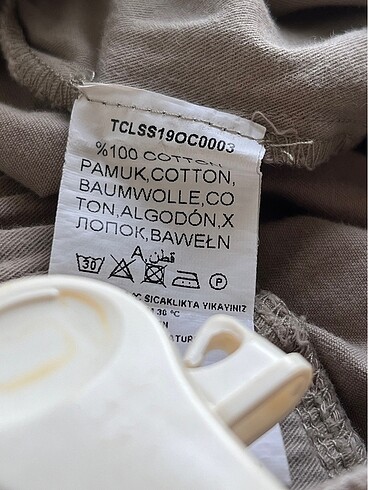 TCLSS19OC0003
%100 COTTON,
PAMUK,COTTON,
BAUMWOLLE,CO
TON,ALGODÓN,X
ЛОПОК,BAWEŁN
A,قطن
30 P
°C SICAKLIKTA YIKAYINIZ
30 °C